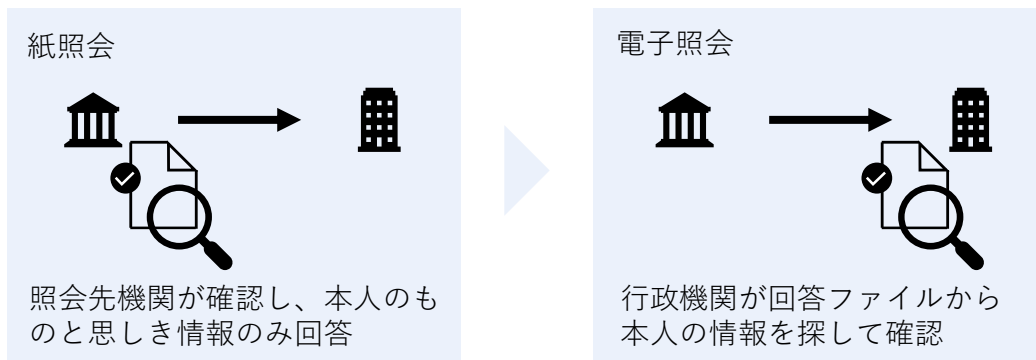 紙照会
照会先機関が確認し、本人のも
のと思しき情報のみ回答
電子照会
行政機関が回答ファイルから
本人の情報を探して確認